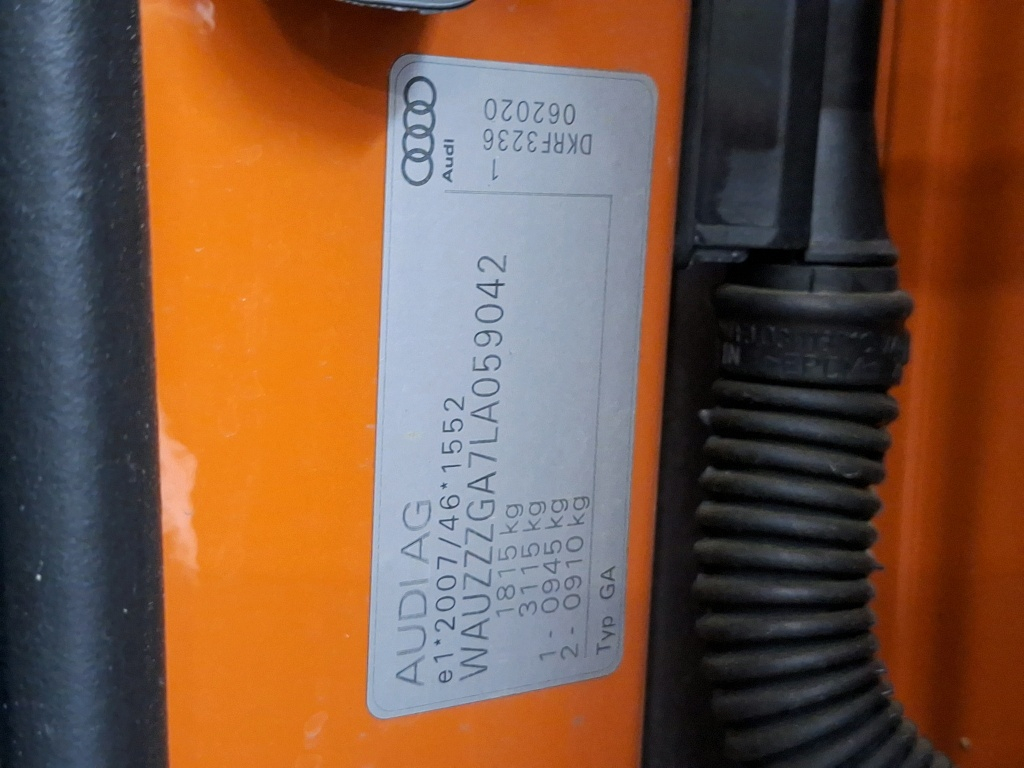 AUDI AG
e1*2007/46*1552
WAUZZZGA7LA059042
1815 kg
3115 kg
1- 0945 kg
2- 0910 kg
Typ GA
Audi
062020
DKRF3236